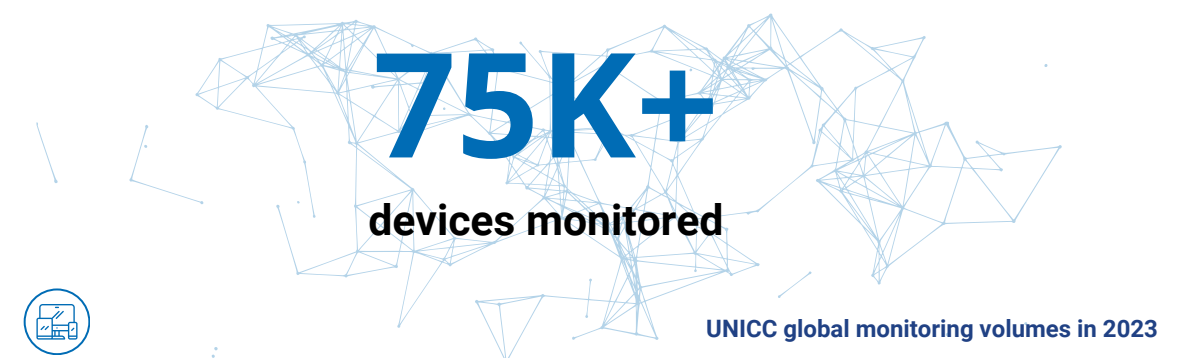 75K+
devices monitored
UNICC global monitoring volumes in 2023